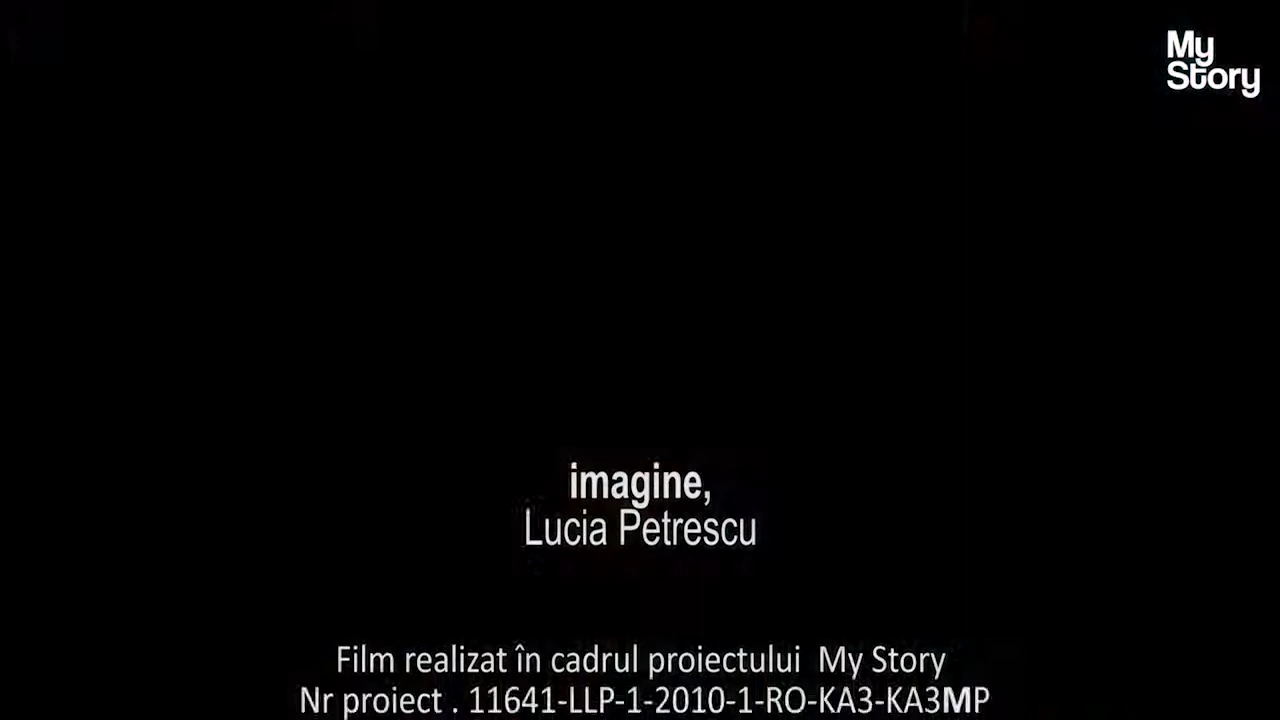 My
Story
imagine,
Lucia Petrescu
Film realizat în cadrul proiectului  My Story
Nr proiect . 11641-LLP-1-2010-1-RO-KA3-KA3MP